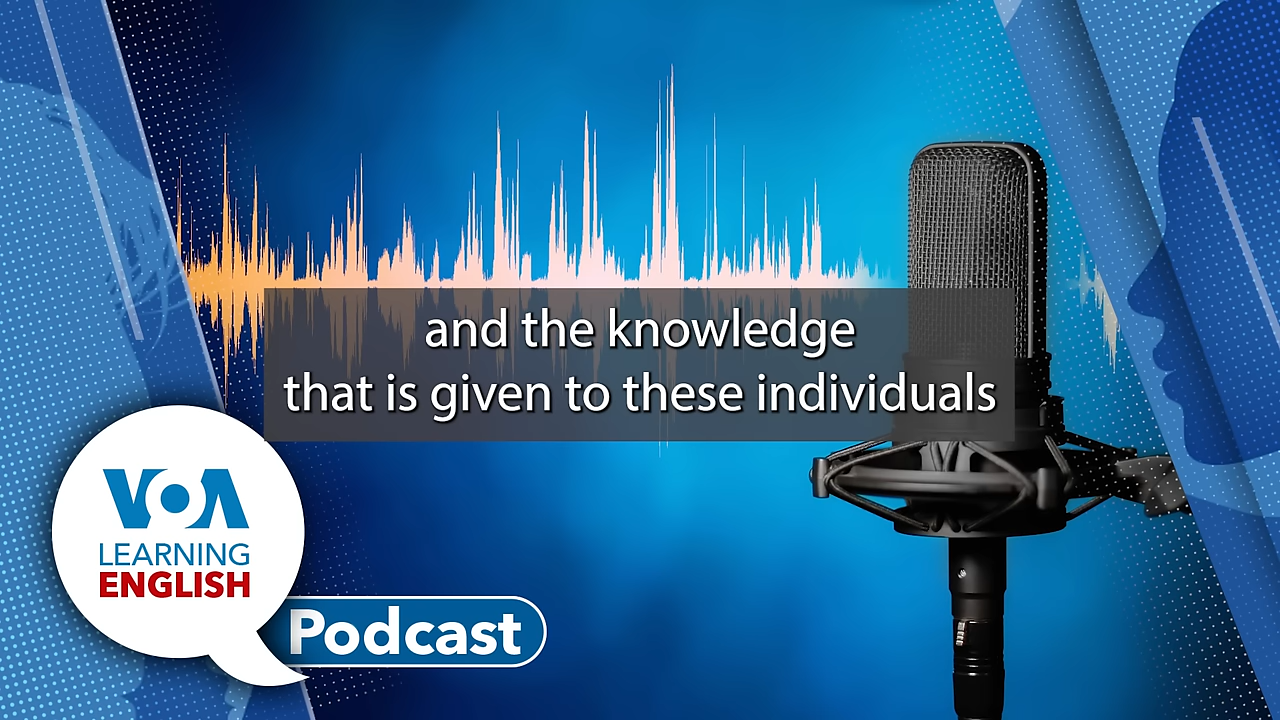 and the knowledge
that is given to these individuals
VOA
LEARNING
ENGLISH
Podcast